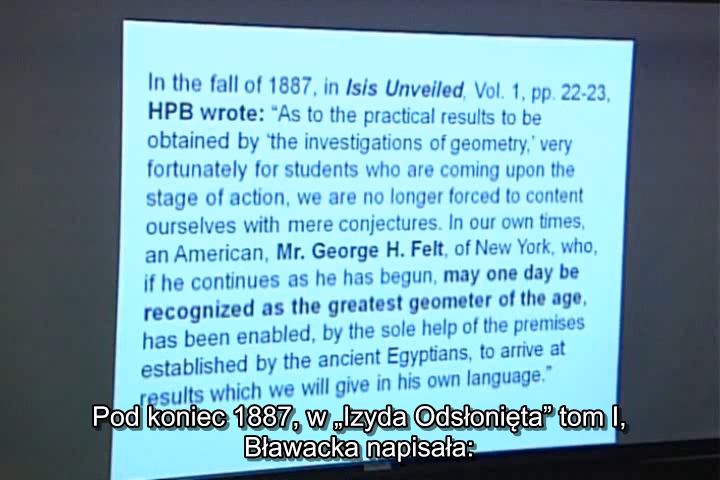 In the fall of 1887, in Isis Unveiled, Vol. 1, pp. 22-23,
HPB wrote: “As to the practical results to be
obtained by ‘the investigations of geometry,’ very
fortunately for students who are coming upon the
stage of action, we are no longer forced to content
ourselves with mere conjectures. In our own times,
an American, Mr. George H. Felt, of New York, who,
if he continues as he has begun, may one day be
recognized as the greatest geometer of the age,
has been enabled, by the sole help of the premises
established by the ancient Egyptians, to arrive at
results which we will give in his own language.”
Pod koniec 1887, w „Izyda Odsłonięta” tom I,
Bławacka napisała: